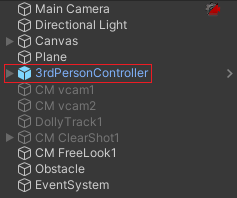 Main Camera
Directional Light
Canvas
Plane
3rdPersonController
CM vcam1
CM vcam2
DollyTrack1
CM ClearShot1
CM FreeLook1
Obstacle
EventSystem